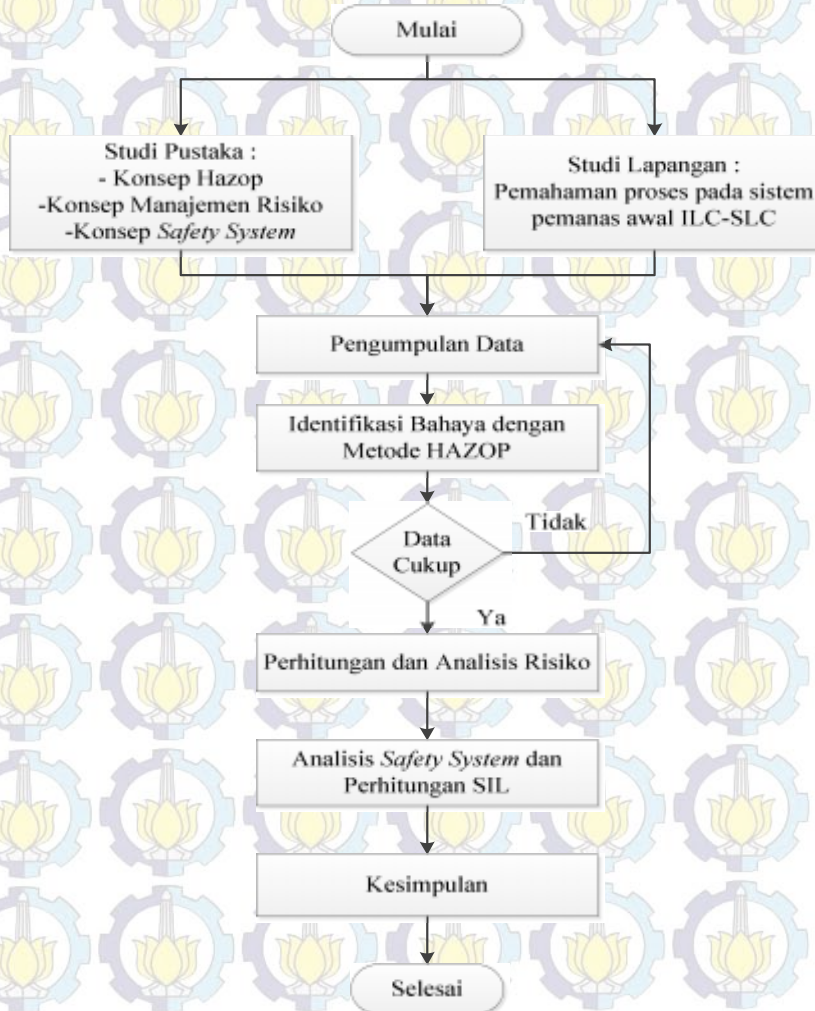 Mulai
Studi Pustaka :
- Konsep Hazop
-Konsep Manajemen Risiko
-Konsep Safety System
Studi Lapangan :
Pemahaman proses pada sistem
pemanas awal ILC-SLC
Pengumpulan Data
Identifikasi Bahaya dengan
Metode HAZOP
Data
Cukup
Tidak
Ya
Perhitungan dan Analisis Risiko
Analisis Safety System dan
Perhitungan SIL
Kesimpulan
Selesai